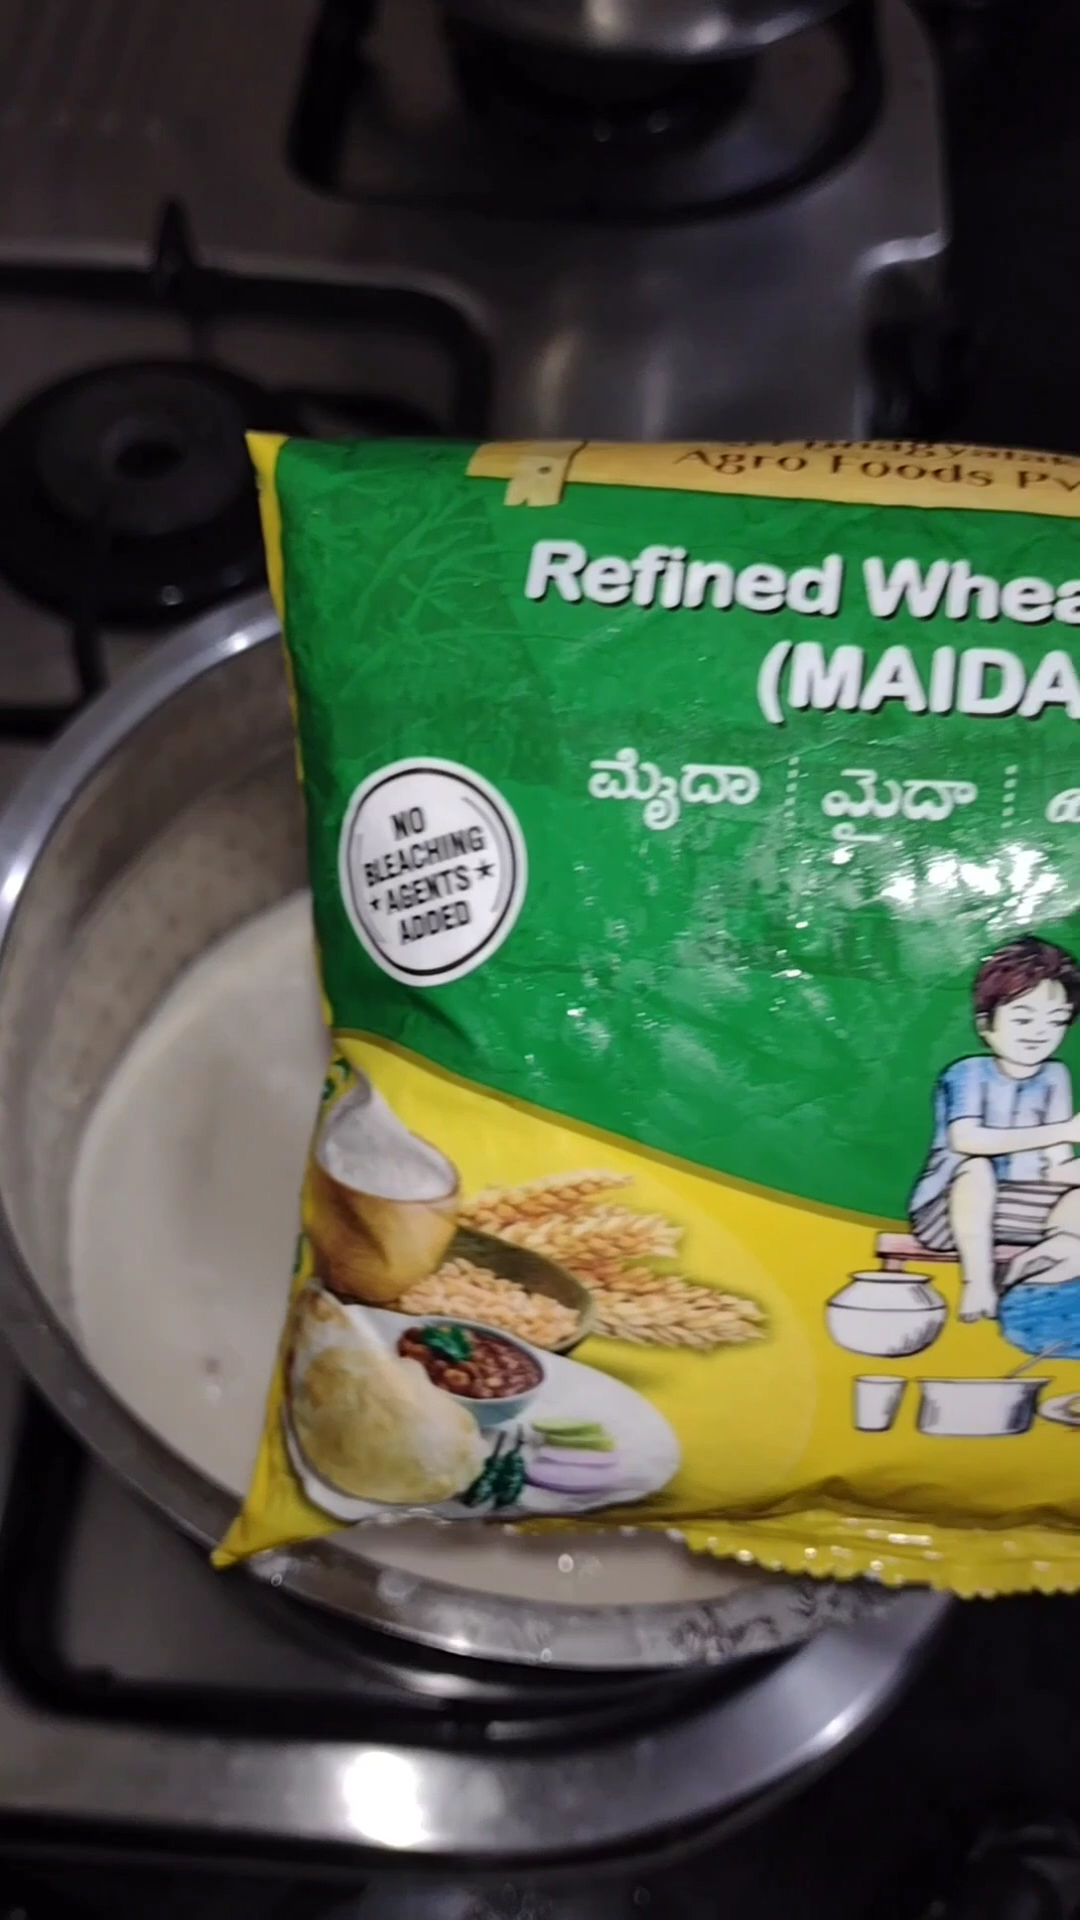 Agro Foods Pv
Refined Whea
(MAIDA
ಮೈದಾ ಮೈದಾ
NO
BLEACHING
AGENTS
ADDED